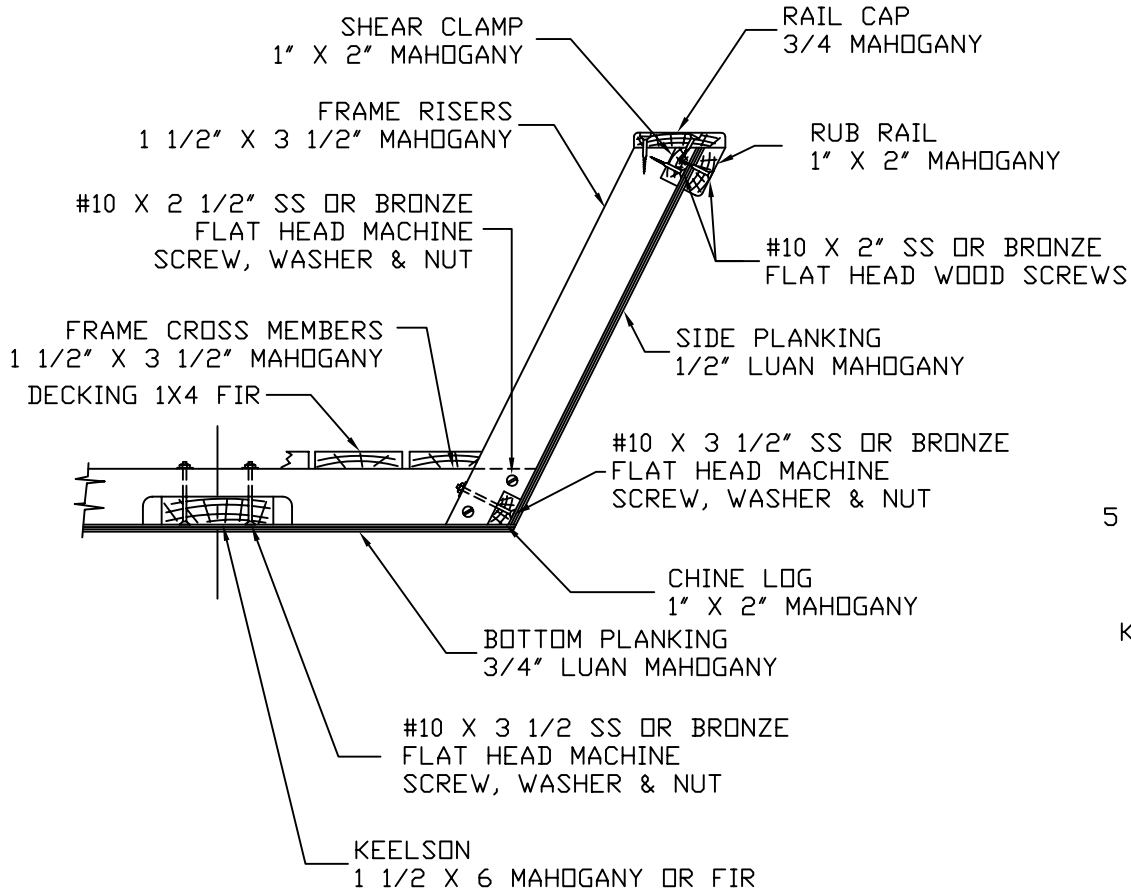 SHEAR CLAMP
1" X 2" MAHOGANY
RAIL CAP
3/4 MAHOGANY
FRAME RISERS
1 1/2" X 3 1/2" MAHOGANY
RUB RAIL
1" X 2" MAHOGANY
#10 X 2 1/2" SS OR BRONZE
FLAT HEAD MACHINE
SCREW, WASHER & NUT
#10 X 2" SS OR BRONZE
FLAT HEAD WOOD SCREWS
FRAME CROSS MEMBERS
1 1/2" X 3 1/2" MAHOGANY
SIDE PLANKING
1/2" LUAN MAHOGANY
DECKING 1X4 FIR
#10 X 3 1/2" SS OR BRONZE
FLAT HEAD MACHINE
SCREW, WASHER & NUT
5
CHINE LOG
1" X 2" MAHOGANY
K
BOTTOM PLANKING
3/4" LUAN MAHOGANY
#10 X 3 1/2 SS OR BRONZE
FLAT HEAD MACHINE
SCREW, WASHER & NUT
KEELSON
1 1/2 X 6 MAHOGANY OR FIR